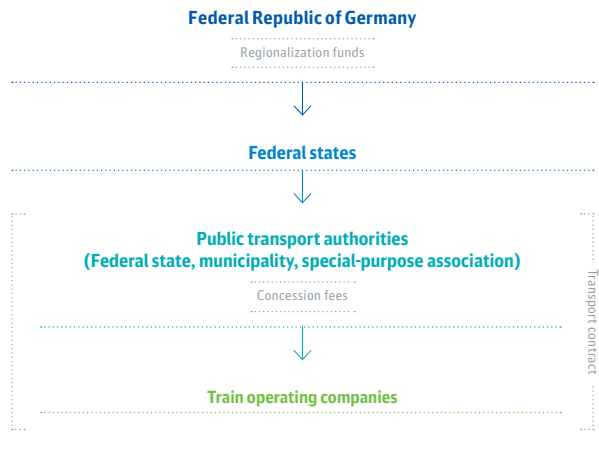 Federal Republic of Germany
Regionalization funds
Federal states
Public transport authorities
(Federal state, municipality, special-purpose association)
Concession fees
Transport contract
Train operating companies